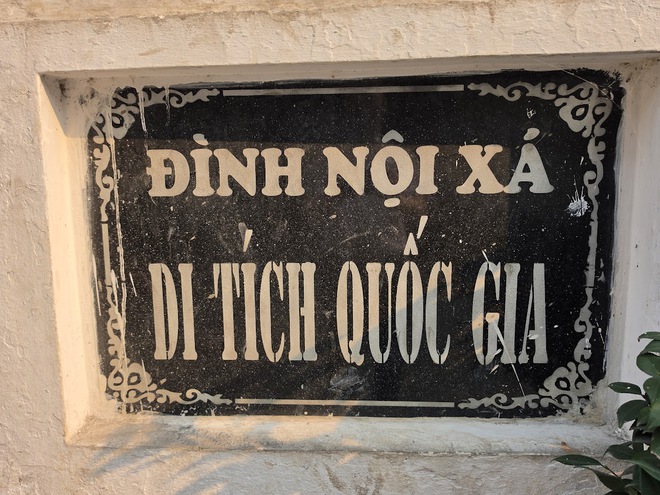 ĐÌNH NỘI XÁ
DI TÍCH QUỐC GIA